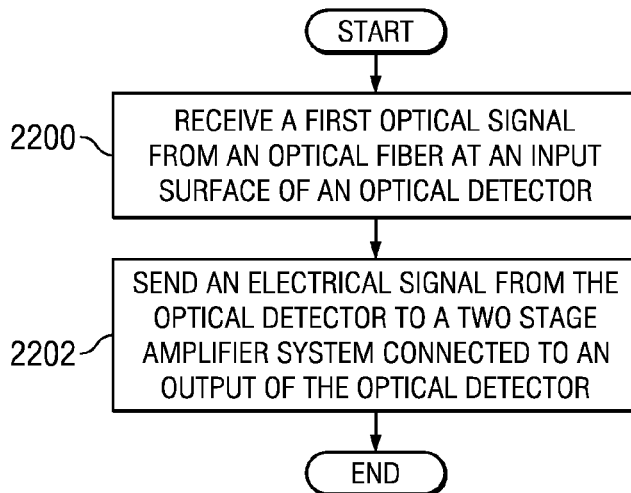 START
2200
RECEIVE A FIRST OPTICAL SIGNAL
FROM AN OPTICAL FIBER AT AN INPUT
SURFACE OF AN OPTICAL DETECTOR
2202
SEND AN ELECTRICAL SIGNAL FROM THE
OPTICAL DETECTOR TO A TWO STAGE
AMPLIFIER SYSTEM CONNECTED TO AN
OUTPUT OF THE OPTICAL DETECTOR
END